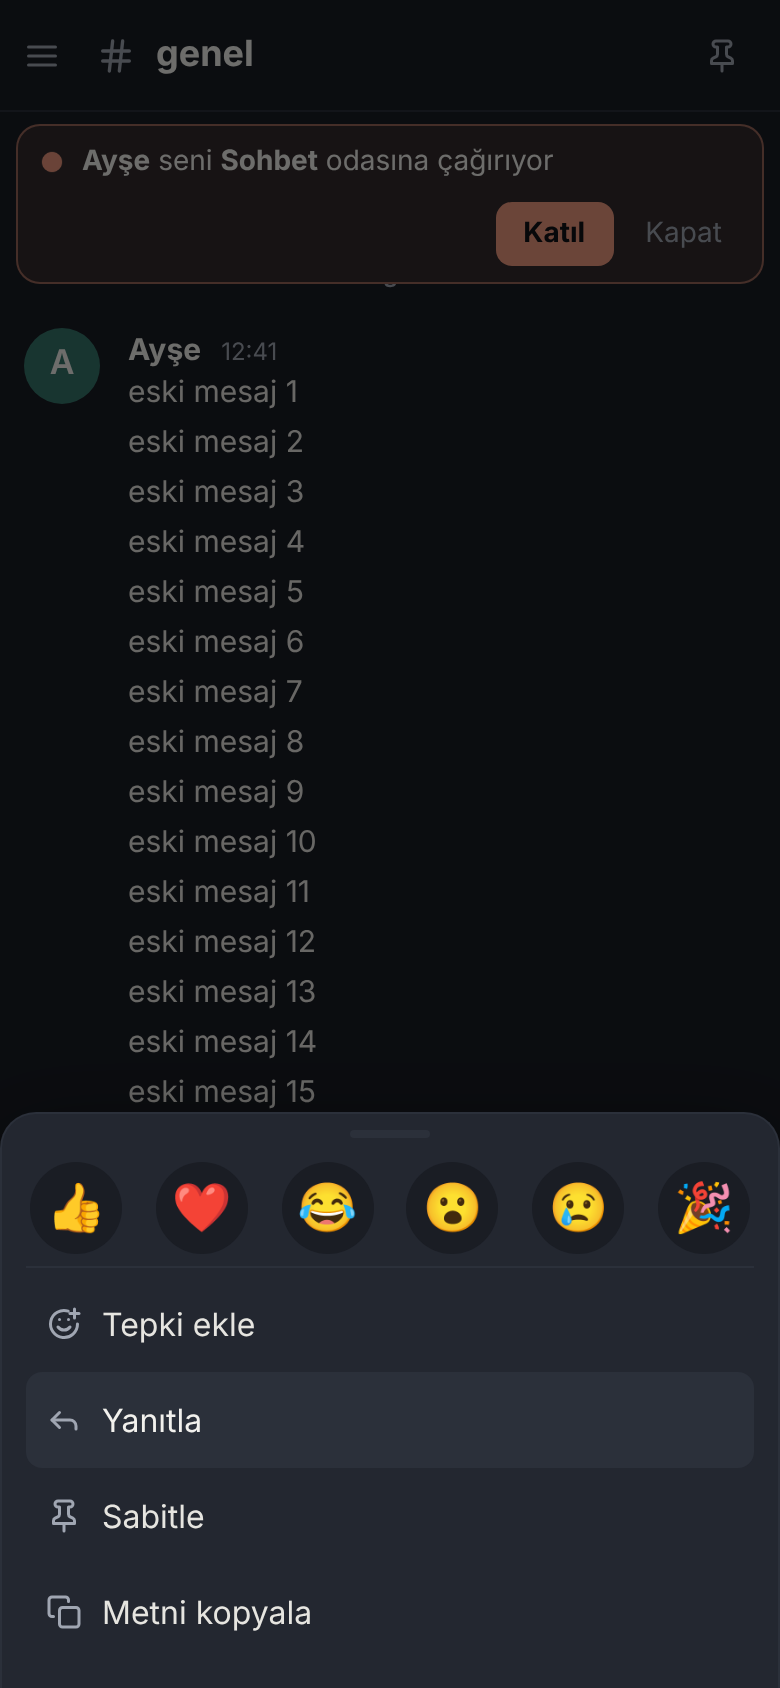 # genel
Ayşe seni Sohbet odasına çağırıyor
Katıl Kapat
A
Ayşe 12:41
eski mesaj 1
eski mesaj 2
eski mesaj 3
eski mesaj 4
eski mesaj 5
eski mesaj 6
eski mesaj 7
eski mesaj 8
eski mesaj 9
eski mesaj 10
eski mesaj 11
eski mesaj 12
eski mesaj 13
eski mesaj 14
eski mesaj 15
Tepki ekle
Yanıtla
Sabitle
Metni kopyala